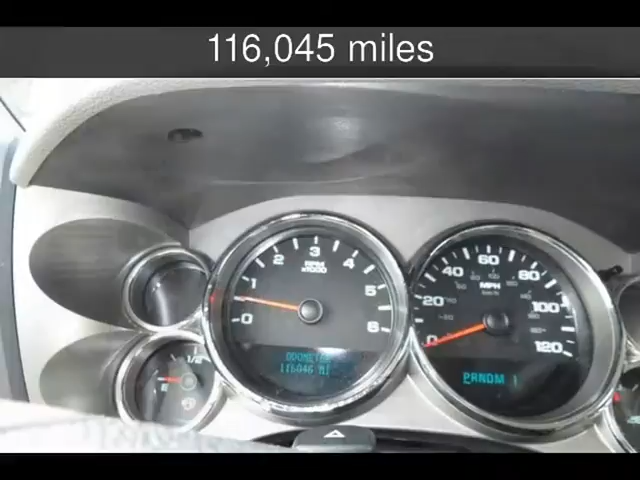 116,045 miles
0 1 2 3 4 5 6
RPM
x1000
ODOMETER
116046 MI
0 20 40 60 80 100 120
MPH
km/h
PRNDM 1
1/2
E